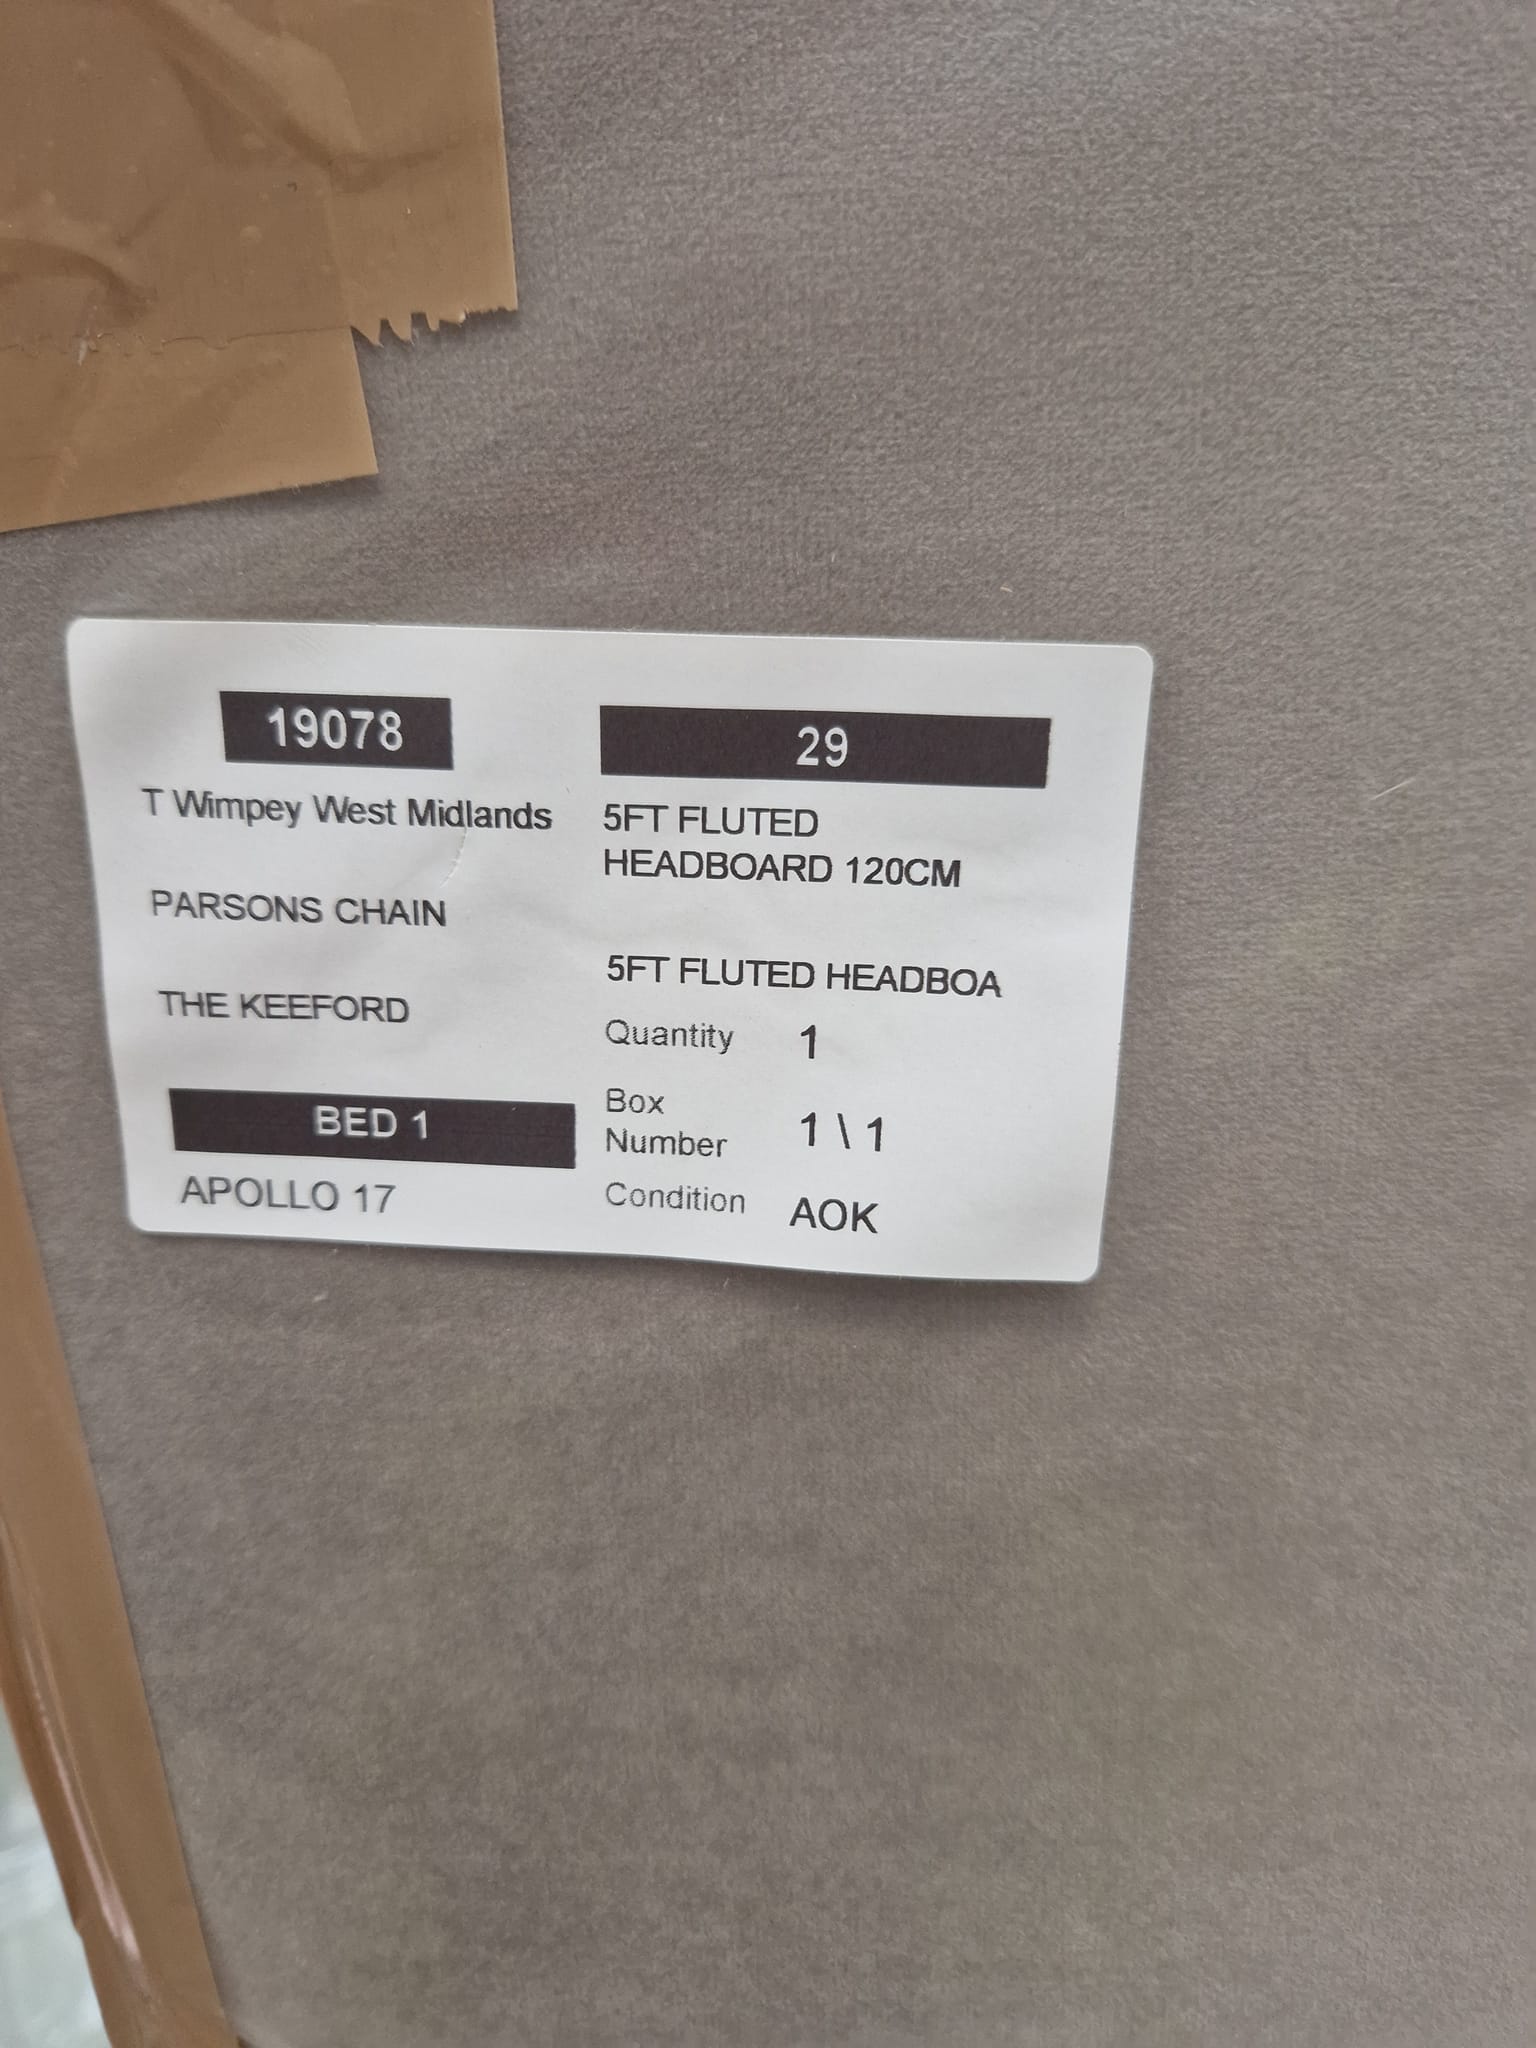 19078
T Wimpey West Midlands
PARSONS CHAIN
THE KEEFORD
BED 1
APOLLO 17
29
5FT FLUTED
HEADBOARD 120CM
5FT FLUTED HEADBOA
Quantity 1
Box
Number 1 \ 1
Condition AOK